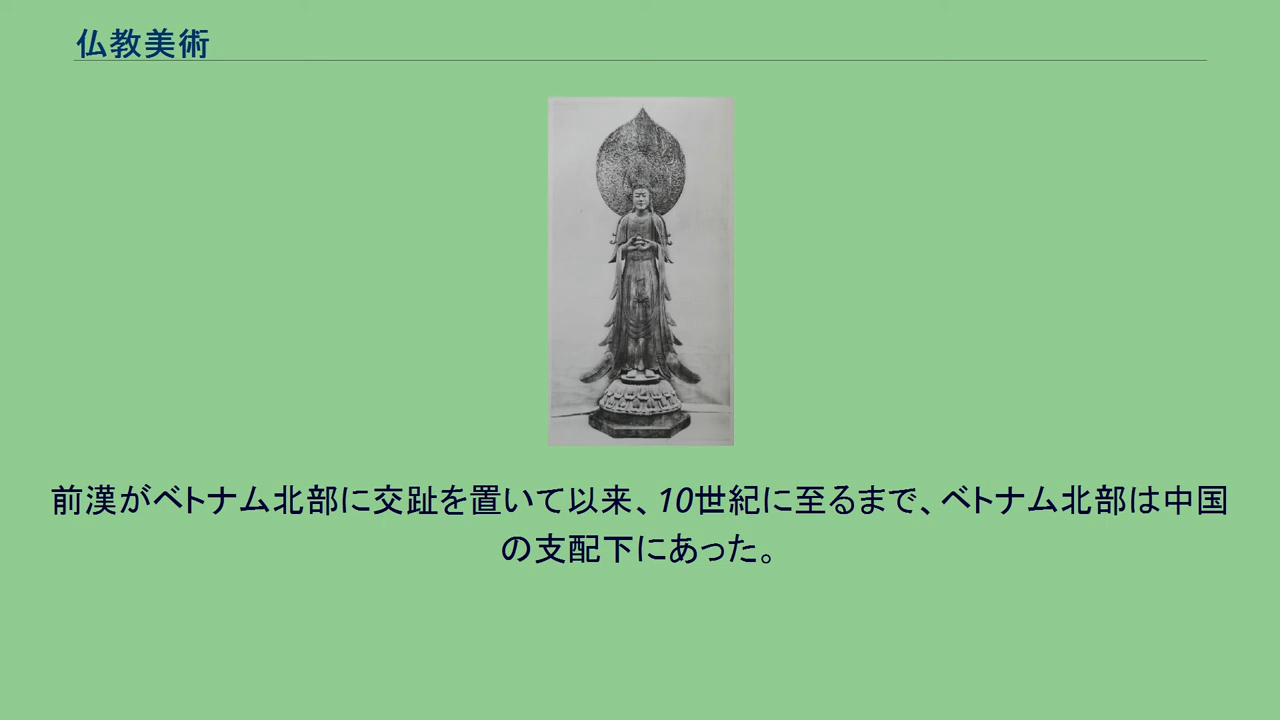 仏教美術
前漢がベトナム北部に交趾を置いて以来、10世紀に至るまで、ベトナム北部は中国
の支配下にあった。